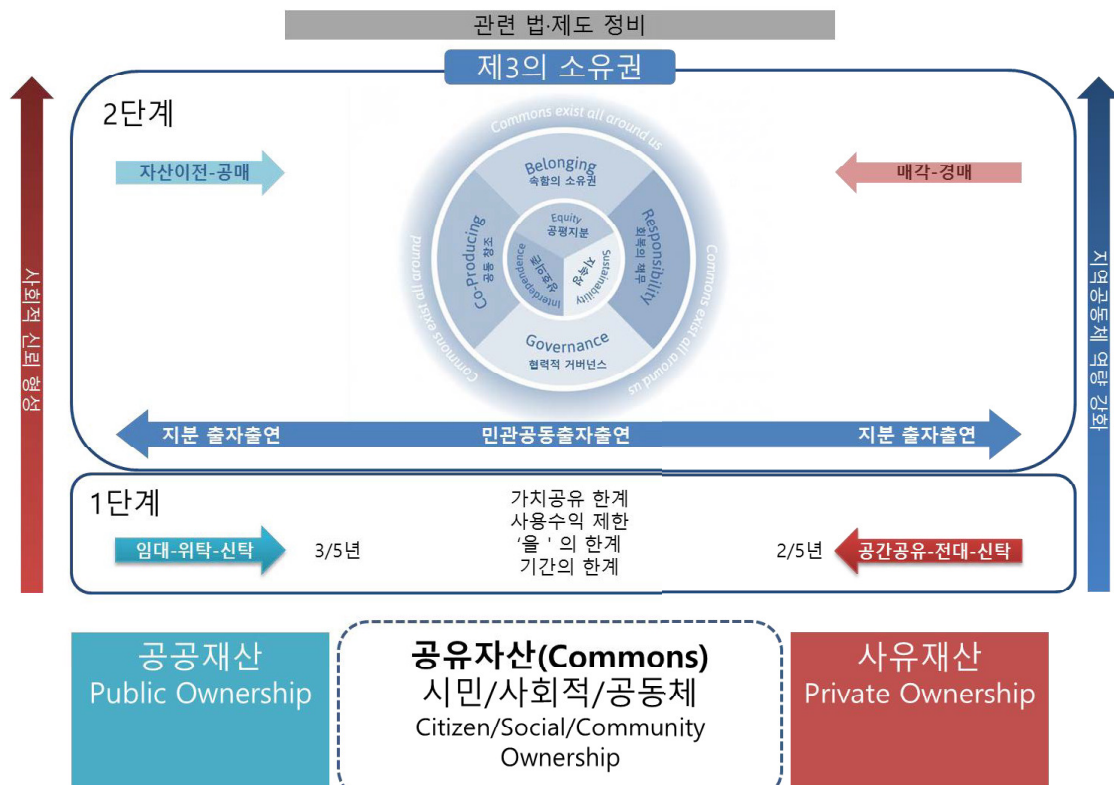 관련 법·제도 정비
제3의 소유권
2단계
자산이전-공매
매각-경매
Commons exist all around us
Belonging
속함의 소유권
Co-Producing
공동 창조
Equity
공평지분
Interdependence
상호의존
Sustainability
지속성
Responsibility
회복의 책무
Governance
협력적 거버넌스
Commons exist all around
Commons exist all around us
사회적 신뢰 형성
지역공동체 역량 강화
지분 출자출연
민관공동출자출연
지분 출자출연
1단계
가치공유 한계
사용수익 제한
‘을 ' 의 한계
기간의 한계
임대-위탁-신탁
3/5년
2/5년
공간공유-전대-신탁
공공재산
Public Ownership
공유자산(Commons)
시민/사회적/공동체
Citizen/Social/Community
Ownership
사유재산
Private Ownership